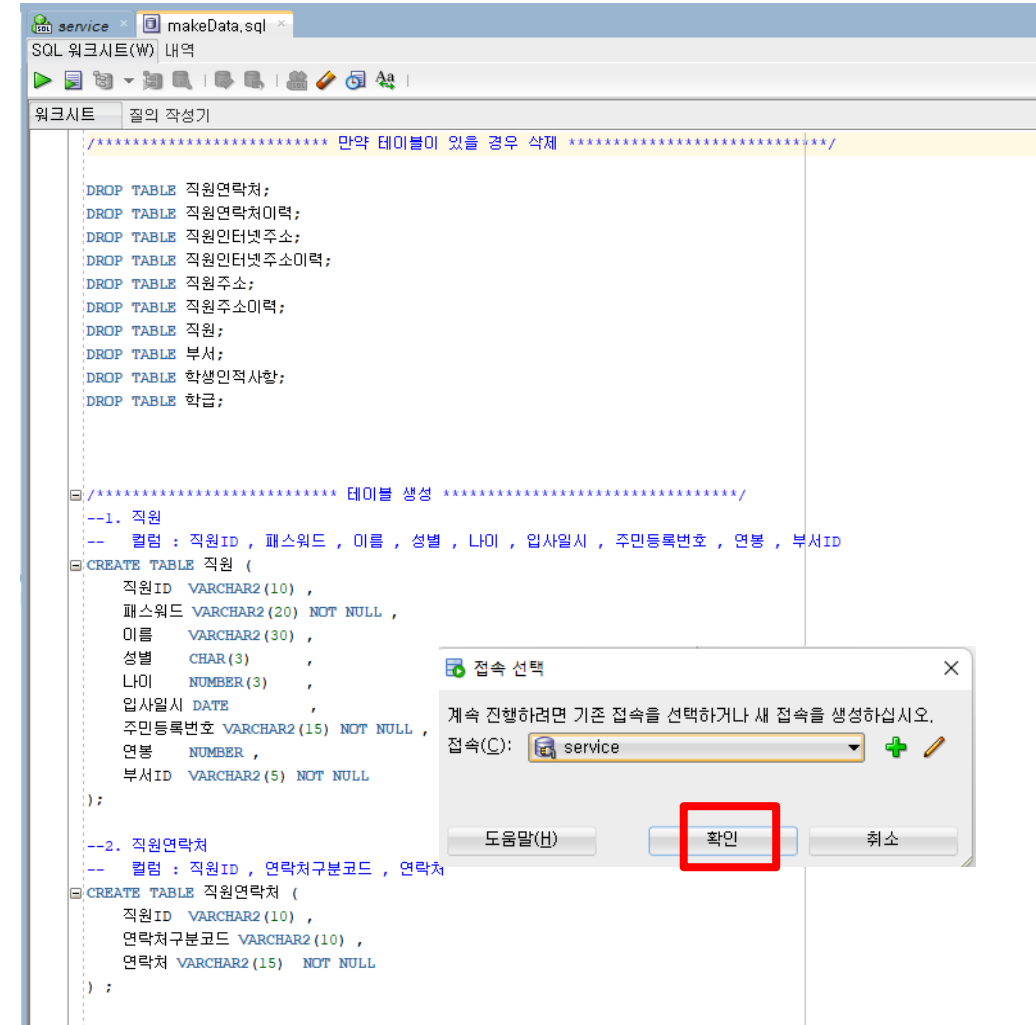 service makeData.sql
SQL 워크시트(W) 내역
워크시트 질의 작성기
/************************** 만약 테이블이 있을 경우 삭제 *****************************/
DROP TABLE 직원연락처;
DROP TABLE 직원연락처이력;
DROP TABLE 직원인터넷주소;
DROP TABLE 직원인터넷주소이력;
DROP TABLE 직원주소;
DROP TABLE 직원주소이력;
DROP TABLE 직원;
DROP TABLE 부서;
DROP TABLE 학생인적사항;
DROP TABLE 학급;
/*************************** 테이블 생성 *********************************/
--1. 직원
-- 컬럼 : 직원ID , 패스워드 , 이름 , 성별 , 나이 , 입사일시 , 주민등록번호 , 연봉 , 부서ID
CREATE TABLE 직원 (
직원ID VARCHAR2(10) ,
패스워드 VARCHAR2(20) NOT NULL ,
이름 VARCHAR2(30) ,
성별 CHAR(3) ,
나이 NUMBER(3) ,
입사일시 DATE ,
주민등록번호 VARCHAR2(15) NOT NULL ,
연봉 NUMBER ,
부서ID VARCHAR2(5) NOT NULL
);
--2. 직원연락처
-- 컬럼 : 직원ID , 연락처구분코드 , 연락처
CREATE TABLE 직원연락처 (
직원ID VARCHAR2(10) ,
연락처구분코드 VARCHAR2(10) ,
연락처 VARCHAR2(15) NOT NULL
) ;
접속 선택
계속 진행하려면 기존 접속을 선택하거나 새 접속을 생성하십시오.
접속(C): service
도움말(H) 확인 취소